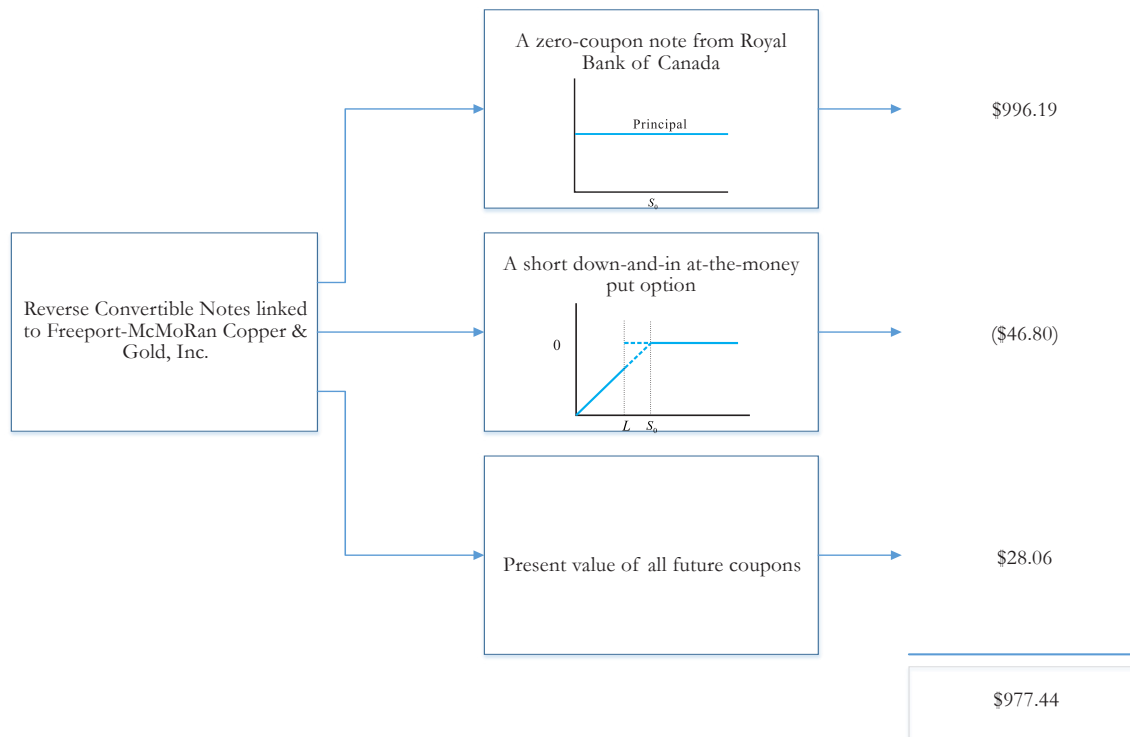 A zero-coupon note from Royal
Bank of Canada
Principal
S₀
$996.19
Reverse Convertible Notes linked
to Freeport-McMoRan Copper &
Gold, Inc.
A short down-and-in at-the-money
put option
0
L S₀
($46.80)
Present value of all future coupons
$28.06
$977.44